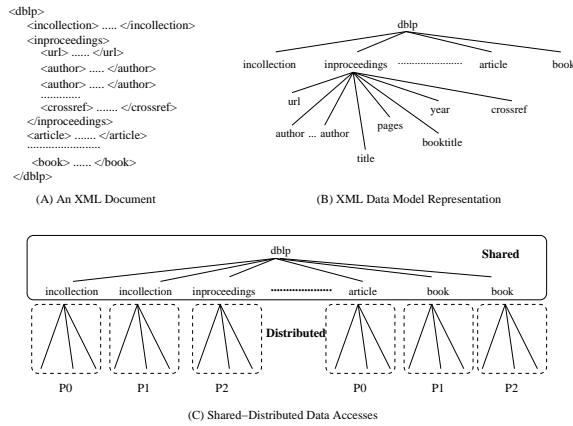 <dblp>
<incollection> ..... </incollection>
<inproceedings>
<url> ...... </url>
<author> ..... </author>
<author> ..... </author>
.............
<crossref> ....... </crossref>
</inproceedings>
<article> ....... </article>
........................
<book> ...... </book>
</dblp>
(A) An XML Document
dblp
incollection inproceedings ........................ article book
url year crossref
author ... author pages
booktitle
title
(B) XML Data Model Representation
dblp
Shared
incollection incollection inproceedings ..................... article book book
Distributed
P0 P1 P2 P0 P1 P2
(C) Shared−Distributed Data Accesses